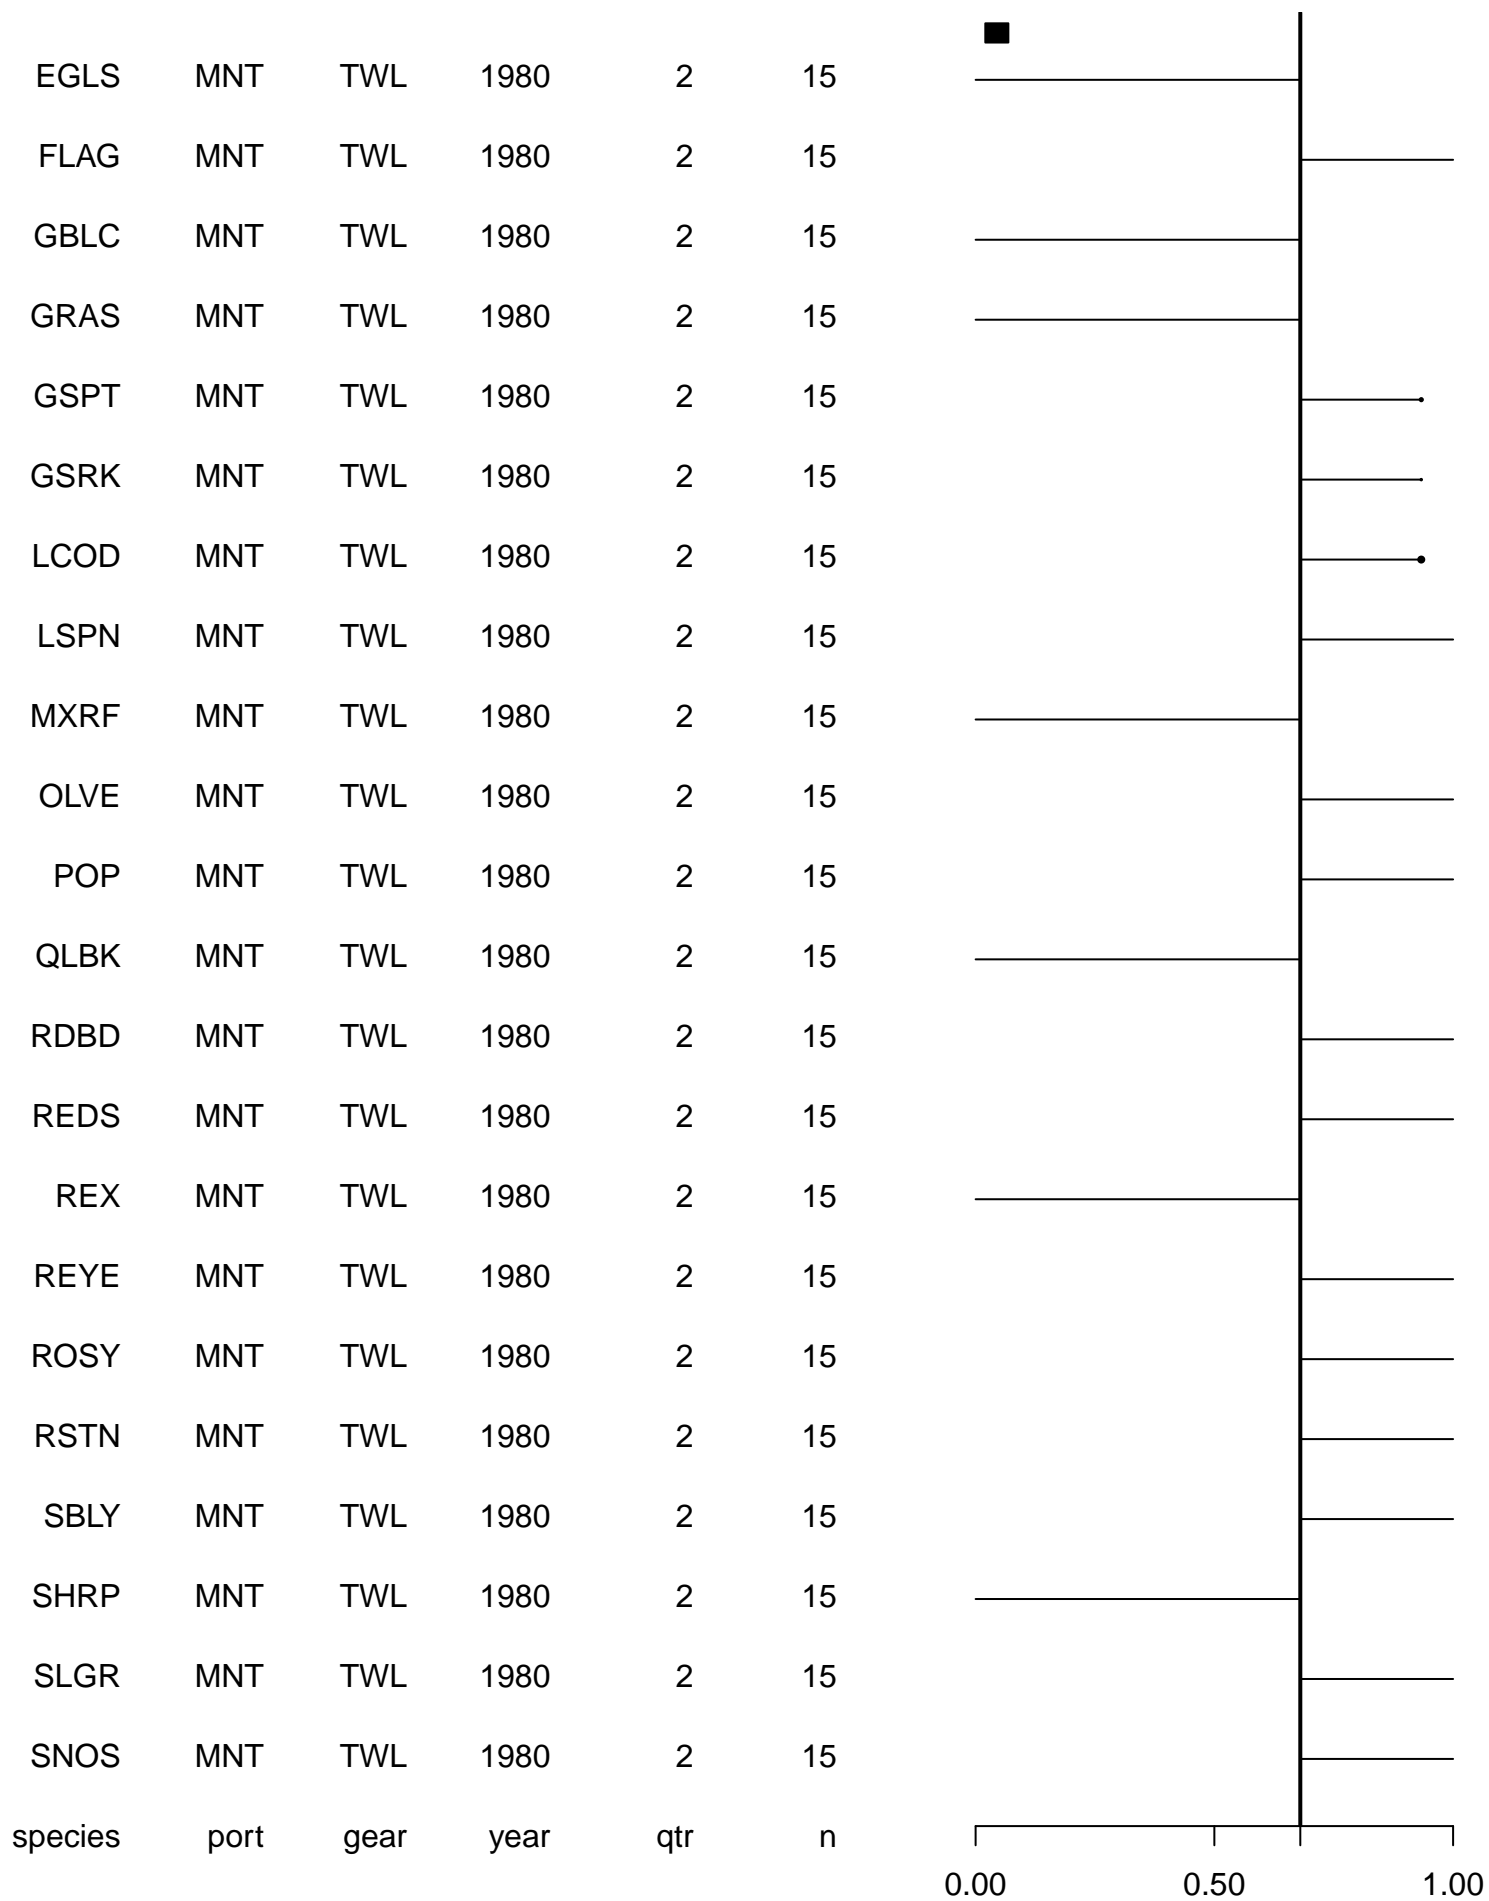 EGLS MNT TWL 1980 2 15
FLAG MNT TWL 1980 2 15
GBLC MNT TWL 1980 2 15
GRAS MNT TWL 1980 2 15
GSPT MNT TWL 1980 2 15
GSRK MNT TWL 1980 2 15
LCOD MNT TWL 1980 2 15
LSPN MNT TWL 1980 2 15
MXRF MNT TWL 1980 2 15
OLVE MNT TWL 1980 2 15
POP MNT TWL 1980 2 15
QLBK MNT TWL 1980 2 15
RDBD MNT TWL 1980 2 15
REDS MNT TWL 1980 2 15
REX MNT TWL 1980 2 15
REYE MNT TWL 1980 2 15
ROSY MNT TWL 1980 2 15
RSTN MNT TWL 1980 2 15
SBLY MNT TWL 1980 2 15
SHRP MNT TWL 1980 2 15
SLGR MNT TWL 1980 2 15
SNOS MNT TWL 1980 2 15
species port gear year qtr n
0.00 0.50 1.00